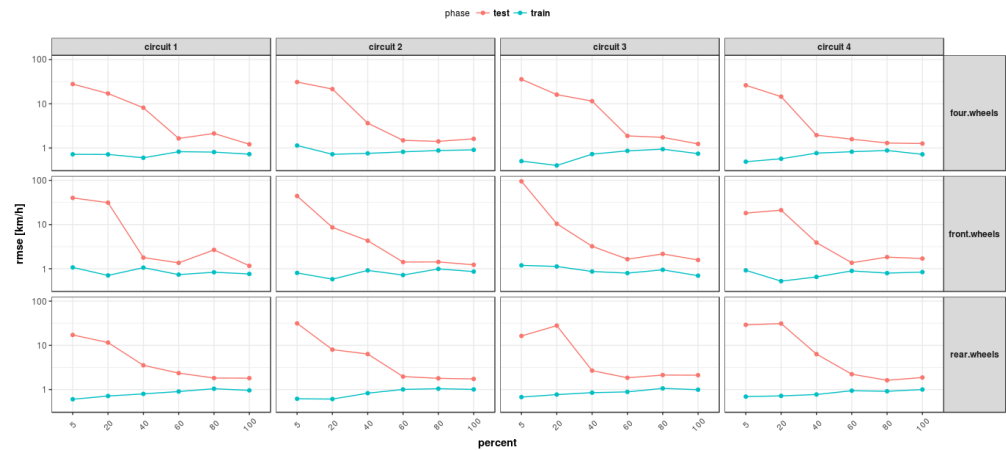 phase test train
circuit 1 circuit 2 circuit 3 circuit 4
100
10
1
four.wheels
100
10
1
front.wheels
100
10
1
rear.wheels
rmse [km/h]
5 20 40 60 80 100 5 20 40 60 80 100 5 20 40 60 80 100 5 20 40 60 80 100
percent